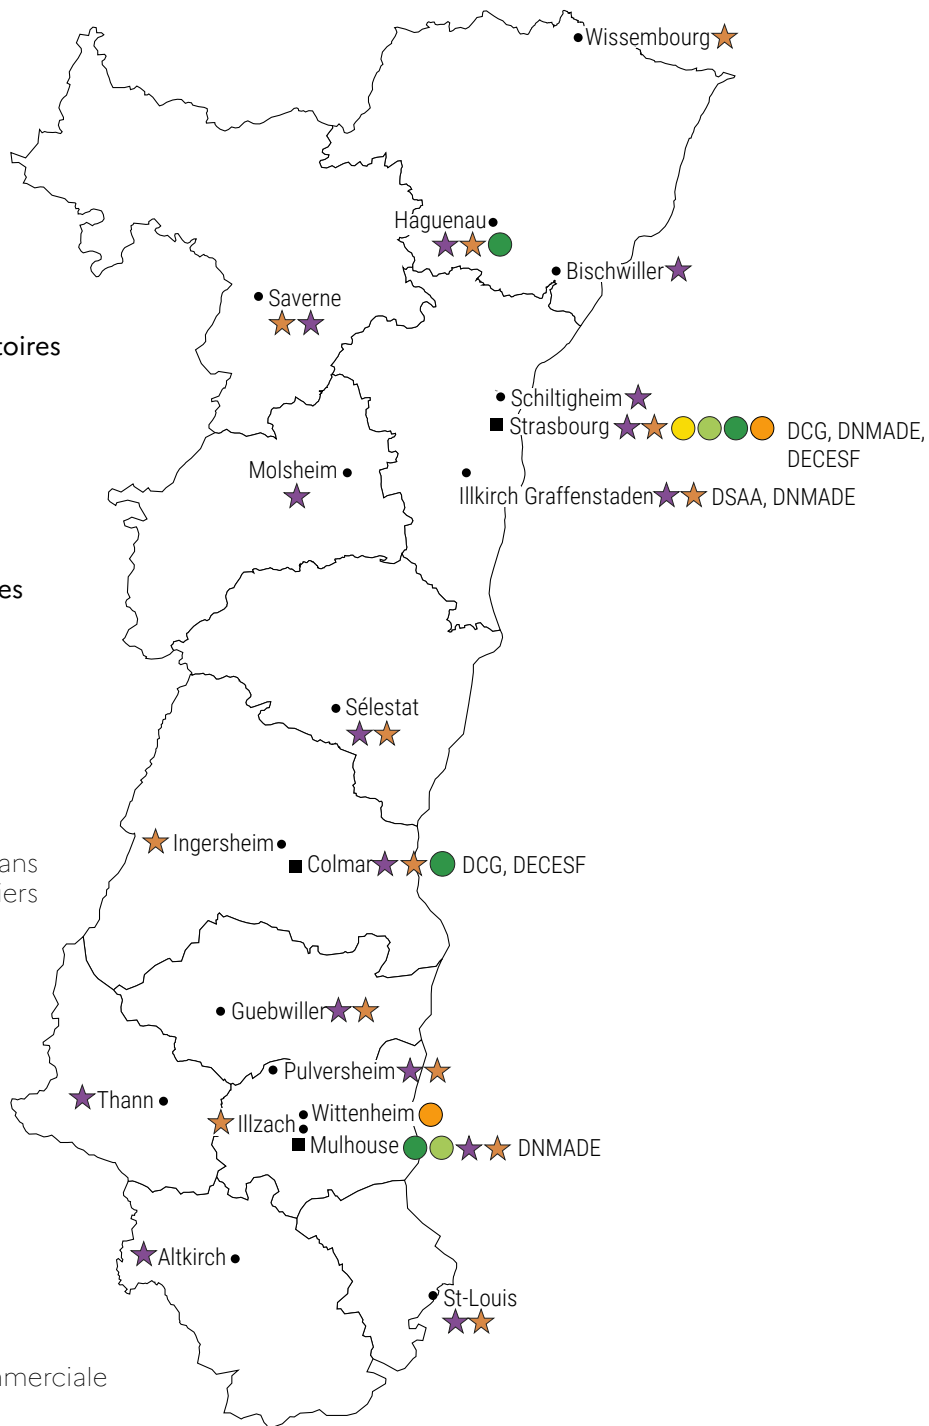 Wissembourg
Haguenau
Bischwiller
Saverne
toires
Schiltigheim
Strasbourg
DCG, DNMADE,
DECESF
Molsheim
Illkirch Graffenstaden
DSAA, DNMADE
es
Sélestat
Ingersheim
ans
Colmar
DCG, DECESF
iers
Guebwiller
Pulversheim
Thann
Wittenheim
Illzach
Mulhouse
DNMADE
Altkirch
St-Louis
merciale